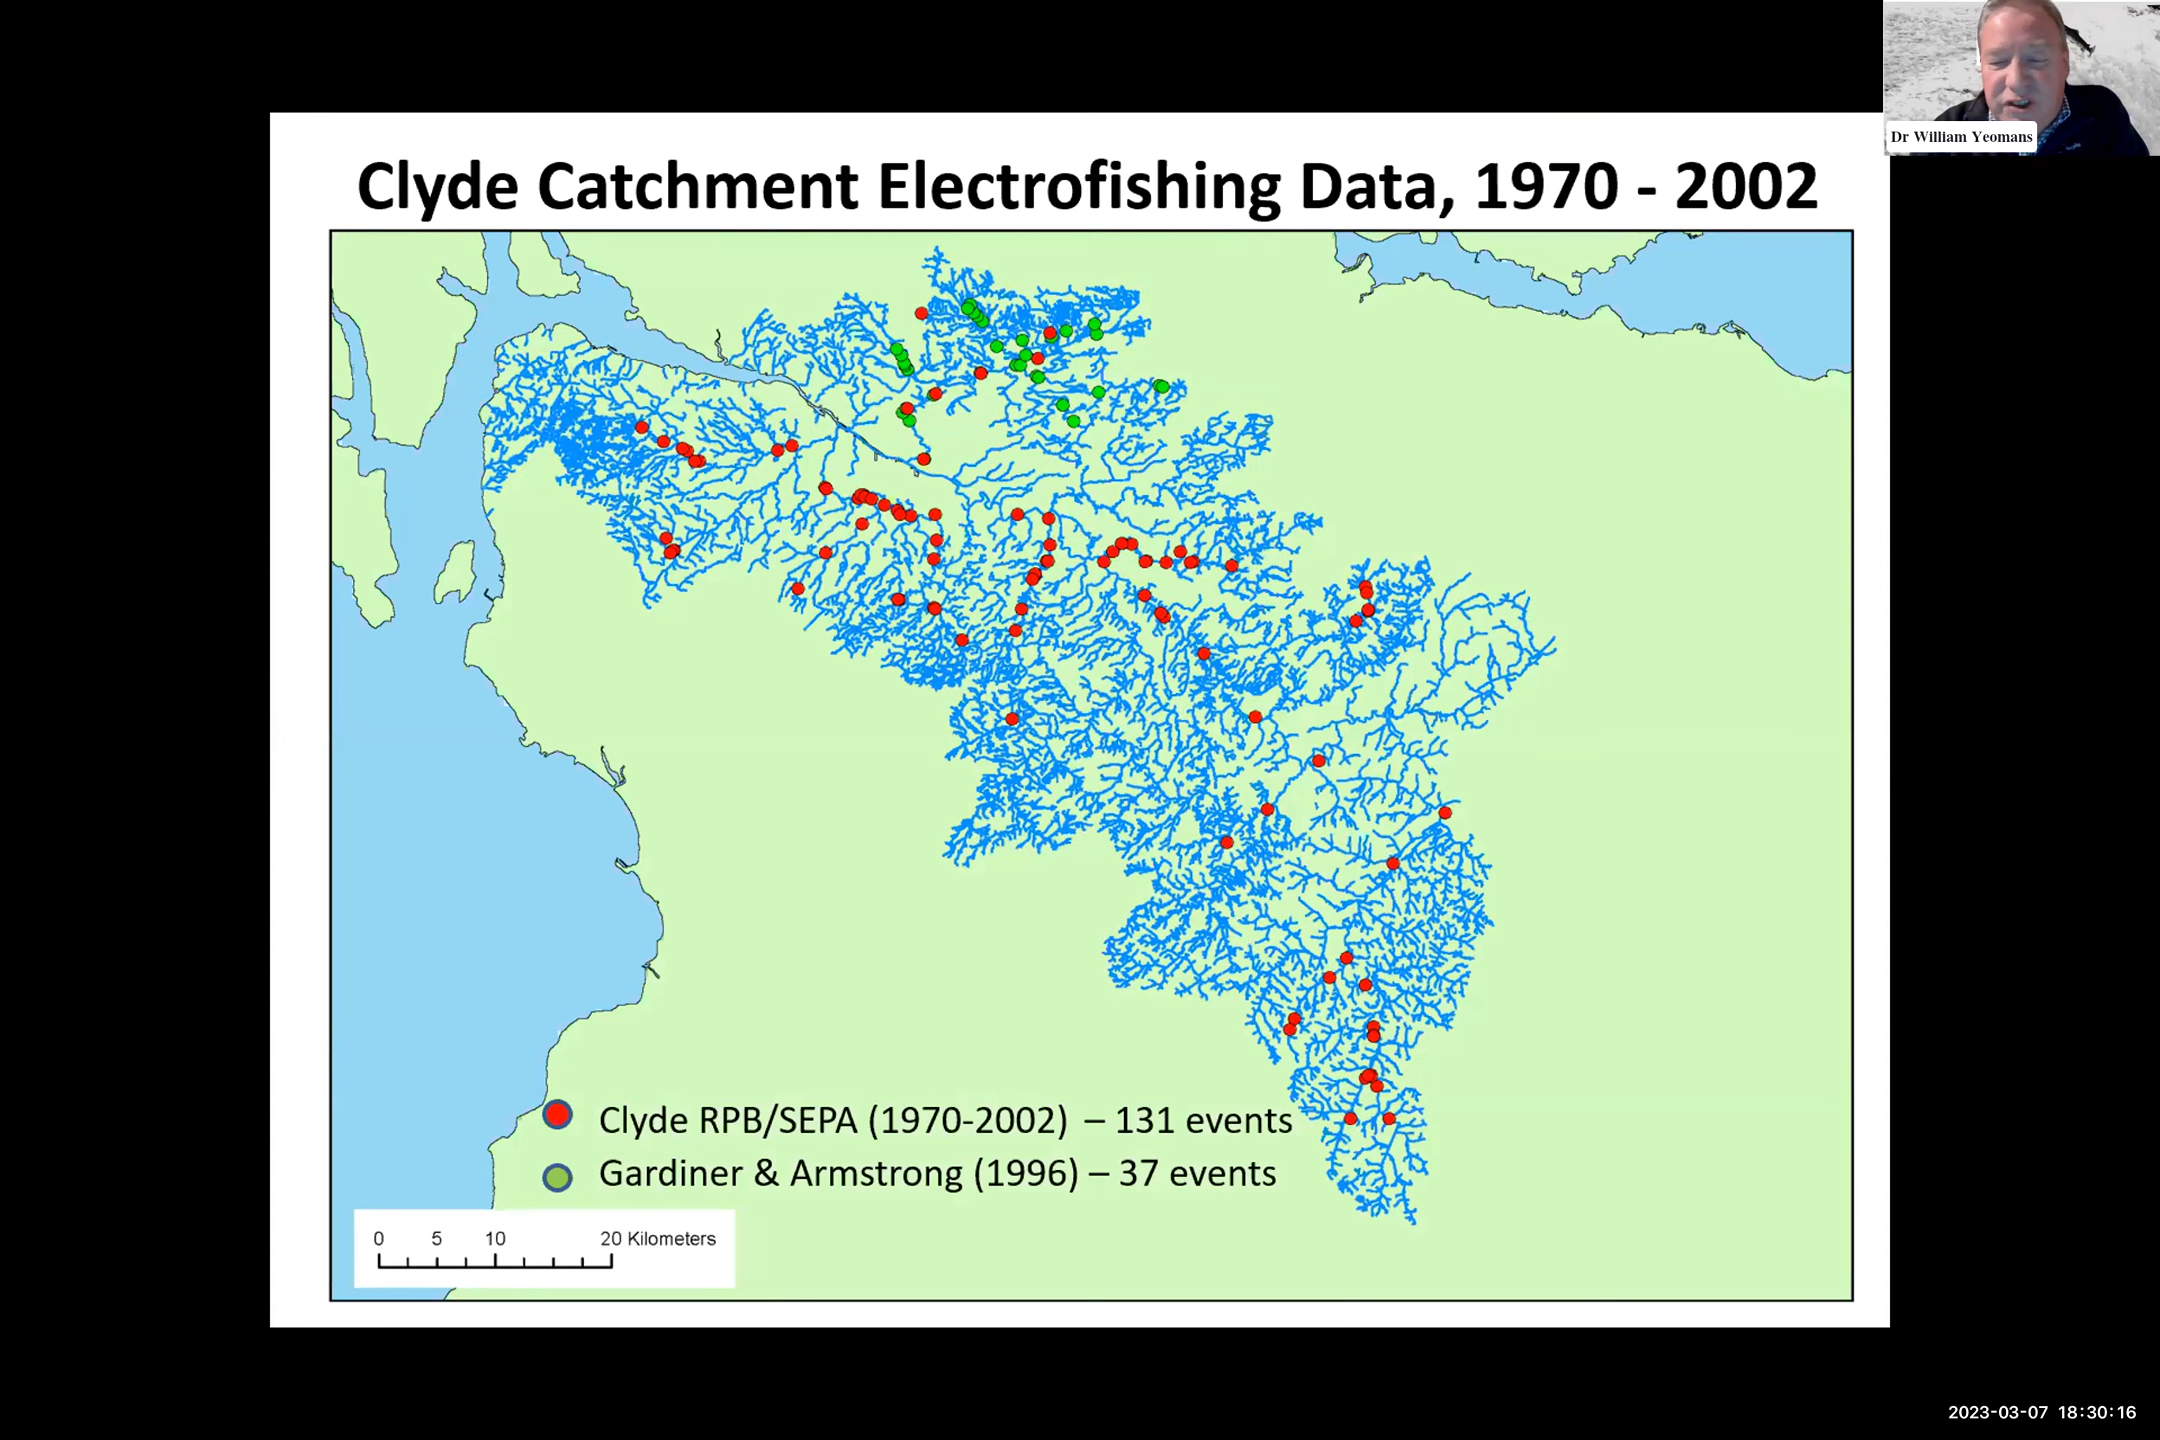 Dr William Yeomans
Clyde Catchment Electrofishing Data, 1970 - 2002
Clyde RPB/SEPA (1970-2002) – 131 events
Gardiner & Armstrong (1996) – 37 events
0 5 10 20 Kilometers
2023-03-07 18:30:16